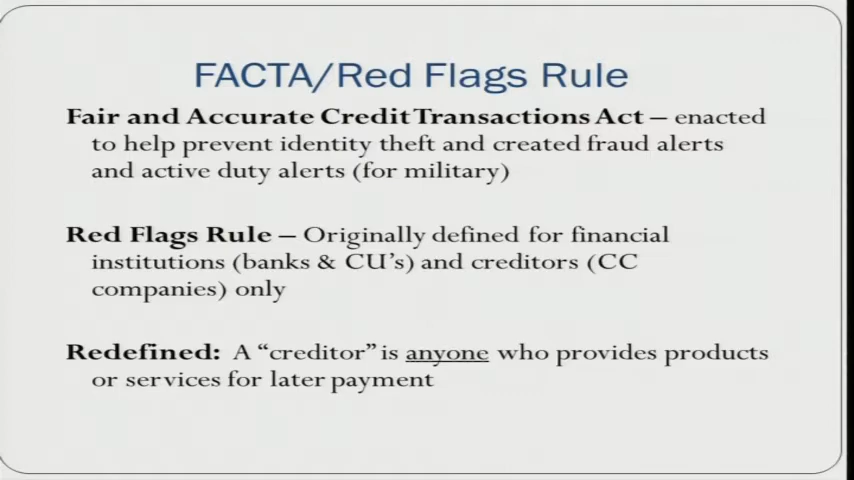 FACTA/Red Flags Rule
Fair and Accurate Credit Transactions Act – enacted
to help prevent identity theft and created fraud alerts
and active duty alerts (for military)
Red Flags Rule – Originally defined for financial
institutions (banks & CU's) and creditors (CC
companies) only
Redefined: A “creditor” is anyone who provides products
or services for later payment